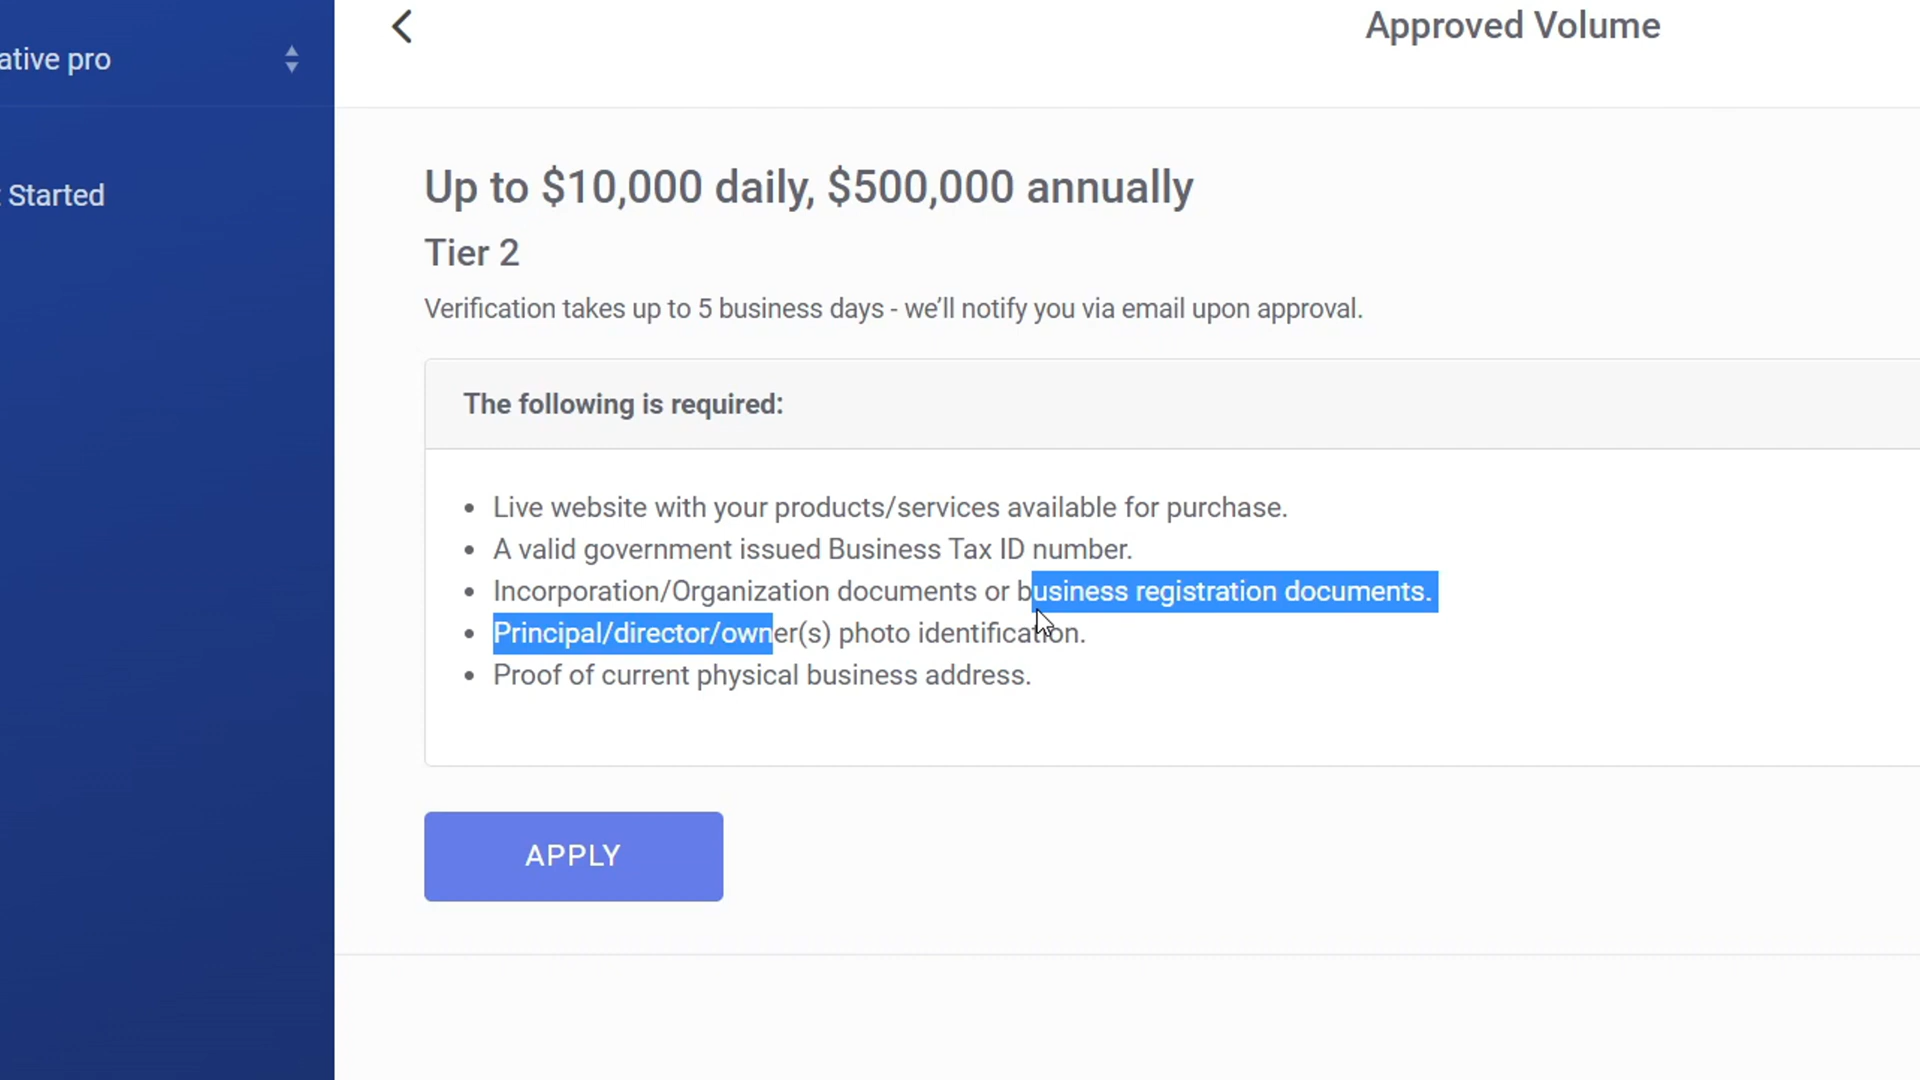 Approved Volume
ative pro
Started
Up to $10,000 daily, $500,000 annually
Tier 2
Verification takes up to 5 business days - we’ll notify you via email upon approval.
The following is required:
• Live website with your products/services available for purchase.
• A valid government issued Business Tax ID number.
• Incorporation/Organization documents or business registration documents.
• Principal/director/owner(s) photo identification.
• Proof of current physical business address.
APPLY